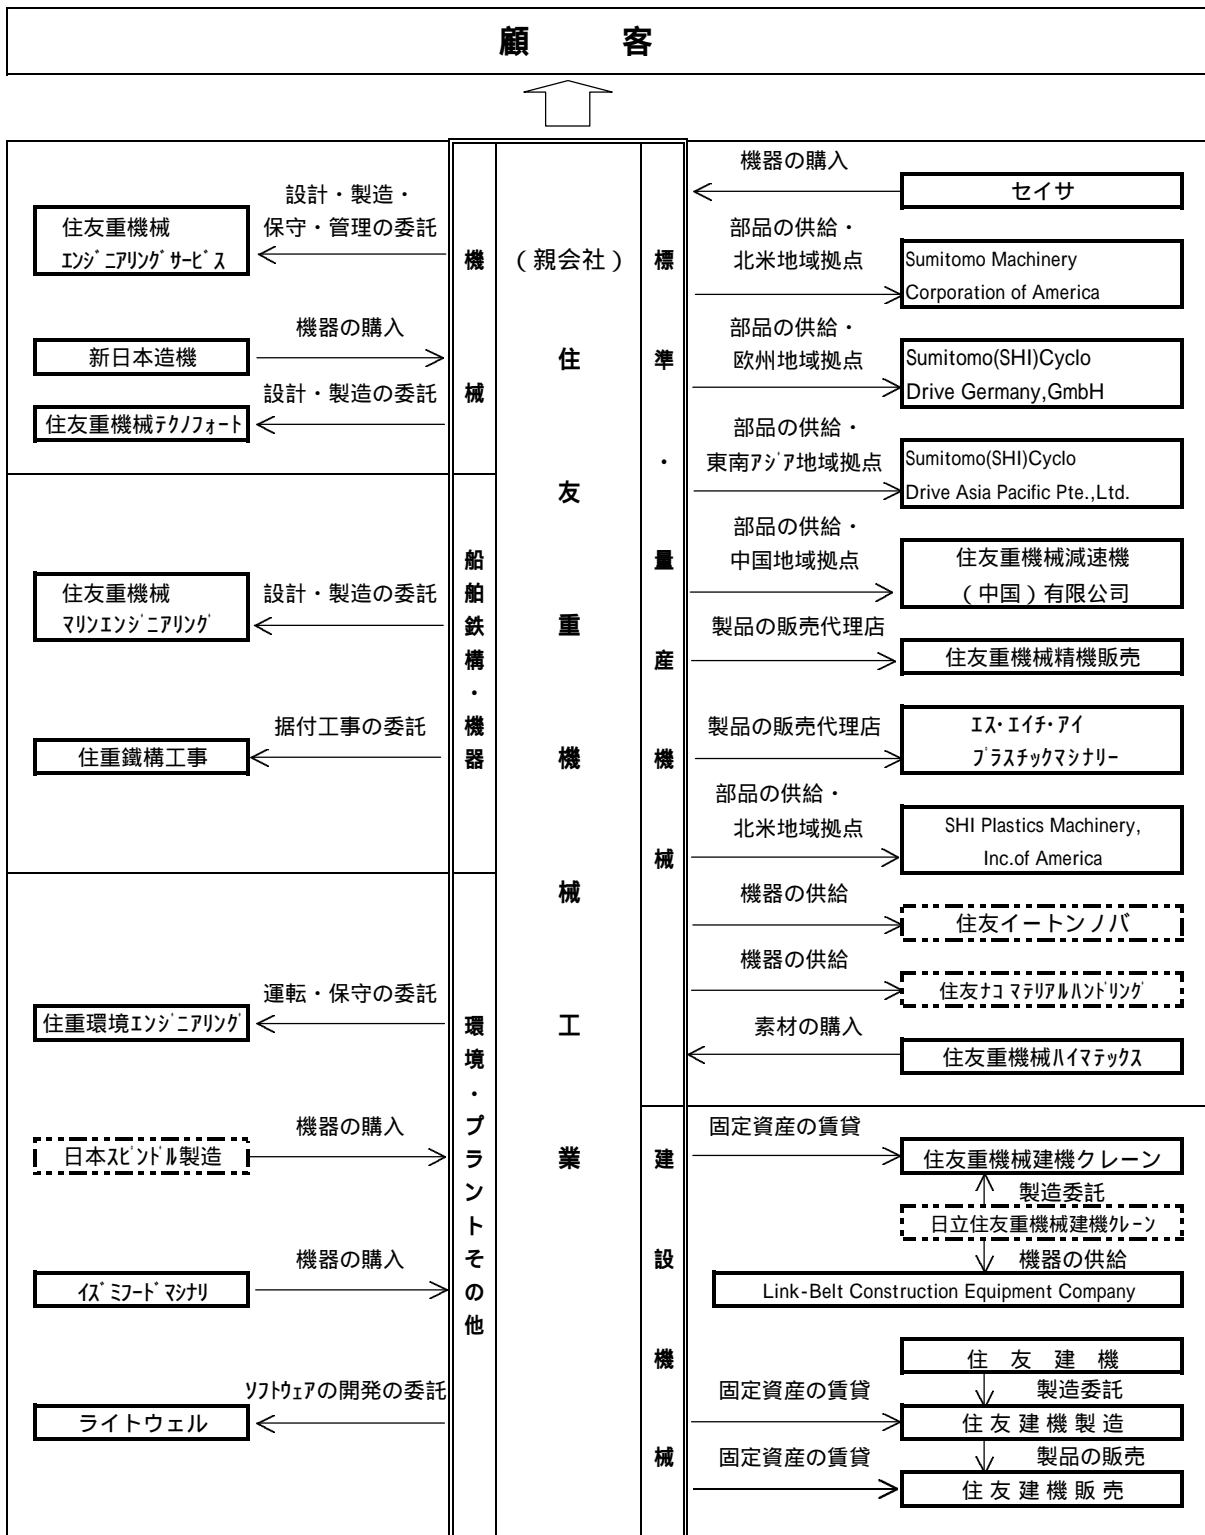 顧 客
設計・製造・
保守・管理の委託
住友重機械
ｴﾝｼﾞﾆｱﾘﾝｸﾞｻｰﾋﾞｽ
機器の購入
新日本造機
設計・製造の委託
住友重機械ﾃｸﾉﾌｫｰﾄ
機械
設計・製造の委託
住友重機械
ﾏﾘﾝｴﾝｼﾞﾆｱﾘﾝｸﾞ
据付工事の委託
住重鐵構工事
船舶鉄構・機器
運転・保守の委託
住重環境ｴﾝｼﾞﾆｱﾘﾝｸﾞ
機器の購入
日本ｽﾋﾟﾝﾄﾞﾙ製造
機器の購入
ｲｽﾞﾐﾌｰﾄﾞﾏｼﾅﾘ
ｿﾌﾄｳｪｱの開発の委託
ライトウェル
環境・プラントその他
（親会社）
住友重機械工業
標準・量産機械
機器の購入
セイサ
部品の供給・
北米地域拠点
Sumitomo Machinery
Corporation of America
部品の供給・
欧州地域拠点
Sumitomo(SHI)Cyclo
Drive Germany,GmbH
部品の供給・
東南ｱｼﾞｱ地域拠点
Sumitomo(SHI)Cyclo
Drive Asia Pacific Pte.,Ltd.
部品の供給・
中国地域拠点
住友重機械減速機
（中国）有限公司
製品の販売代理店
住友重機械精機販売
製品の販売代理店
ｴｽ･ｴｲﾁ･ｱｲ
ﾌﾟﾗｽﾁｯｸﾏｼﾅﾘｰ
部品の供給・
北米地域拠点
SHI Plastics Machinery,
Inc.of America
機器の供給
住友イートンノバ
機器の供給
住友ﾅｺ ﾏﾃﾘｱﾙﾊﾝﾄﾞﾘﾝｸﾞ
素材の購入
住友重機械ﾊｲﾏﾃｯｸｽ
建設機械
固定資産の賃貸
住友重機械建機クレーン
製造委託
日立住友重機械建機ｸﾚｰﾝ
機器の供給
Link-Belt Construction Equipment Company
住友建機
製造委託
固定資産の賃貸
住友建機製造
製品の販売
固定資産の賃貸
住友建機販売